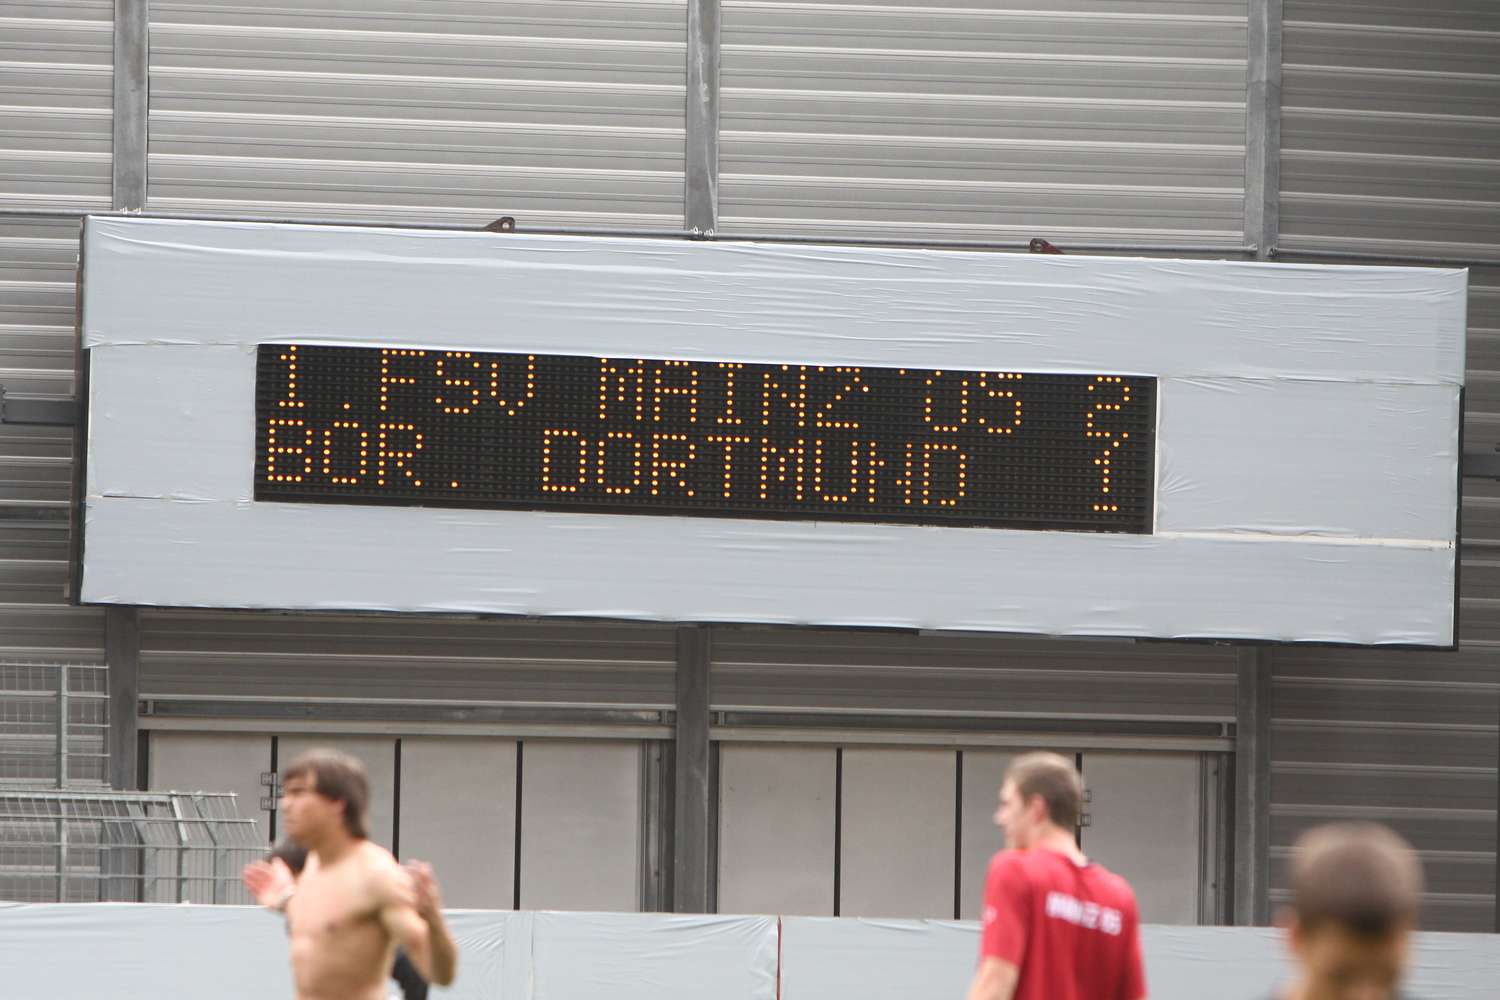 1.FSV MAINZ 05 2
BOR. DORTMUND 1